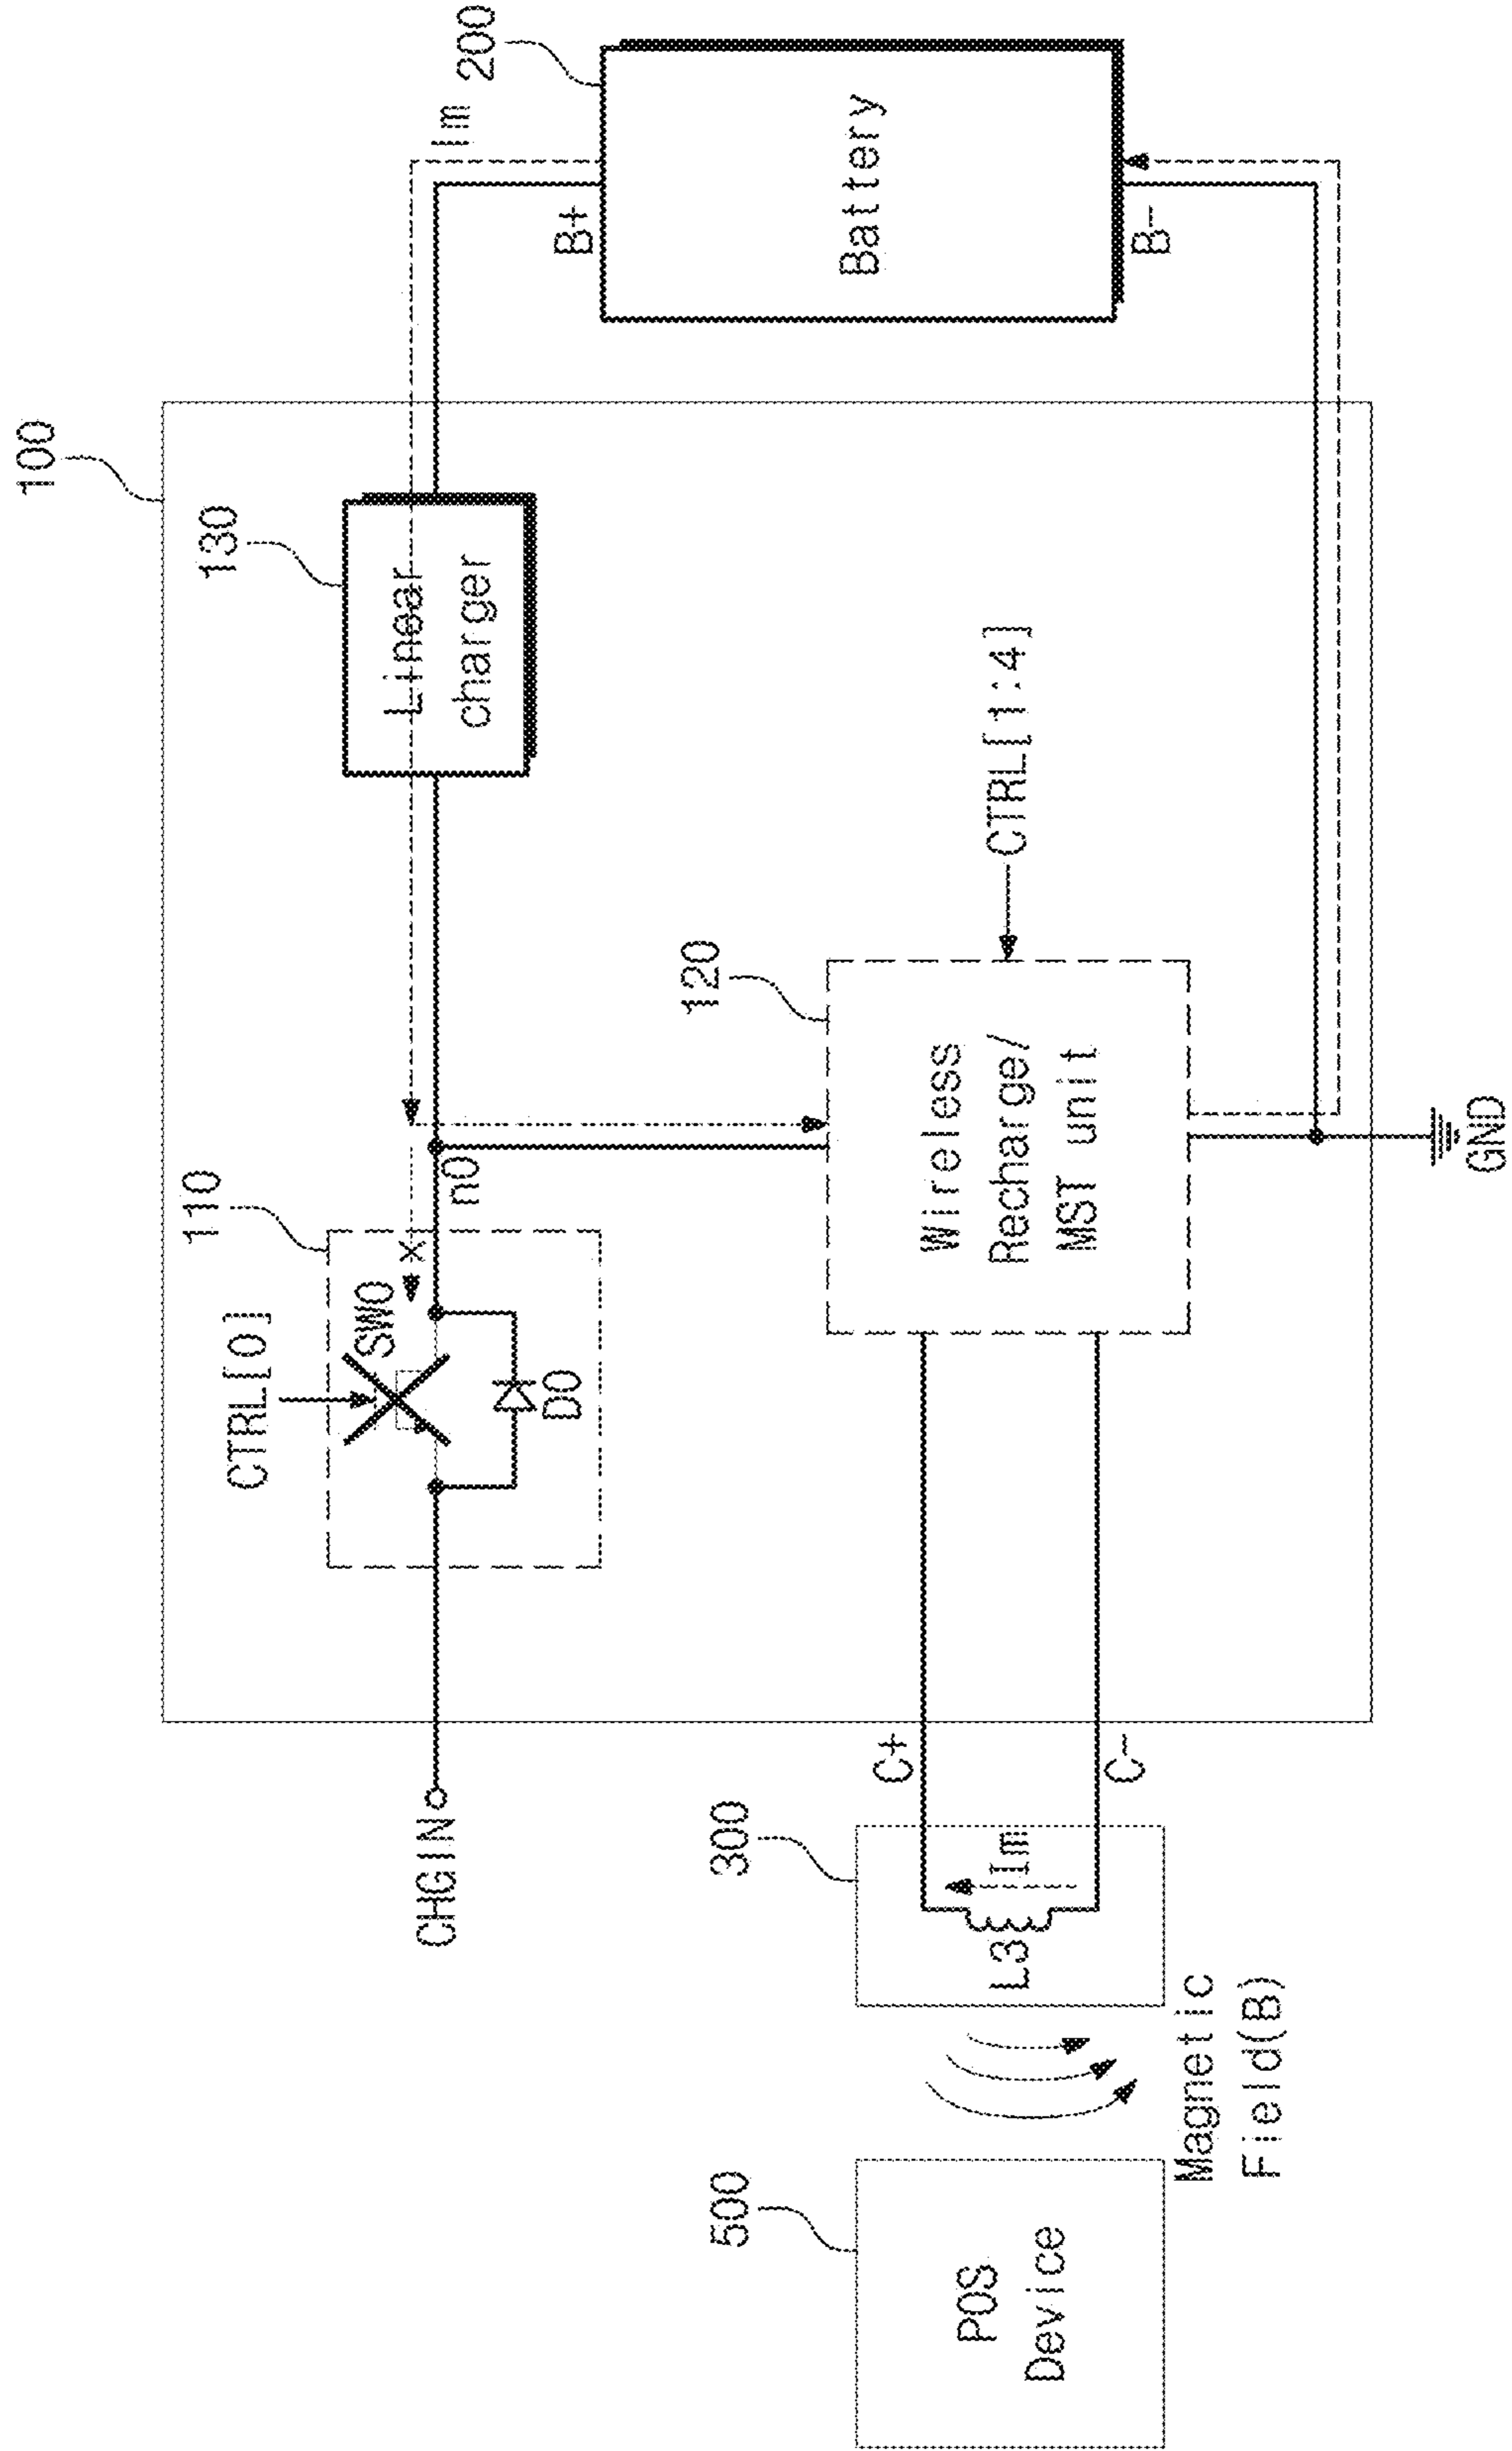 100
130
Linear
charger
Im
200
B+
Battery
B-
CTRL[0]
110
SW0
D0
n0
CHGIN
120
Wireless
Recharge/
MST unit
CTRL[1:4]
GND
C+
C-
300
Im
L3
Magnetic
Field(B)
500
POS
Device
X